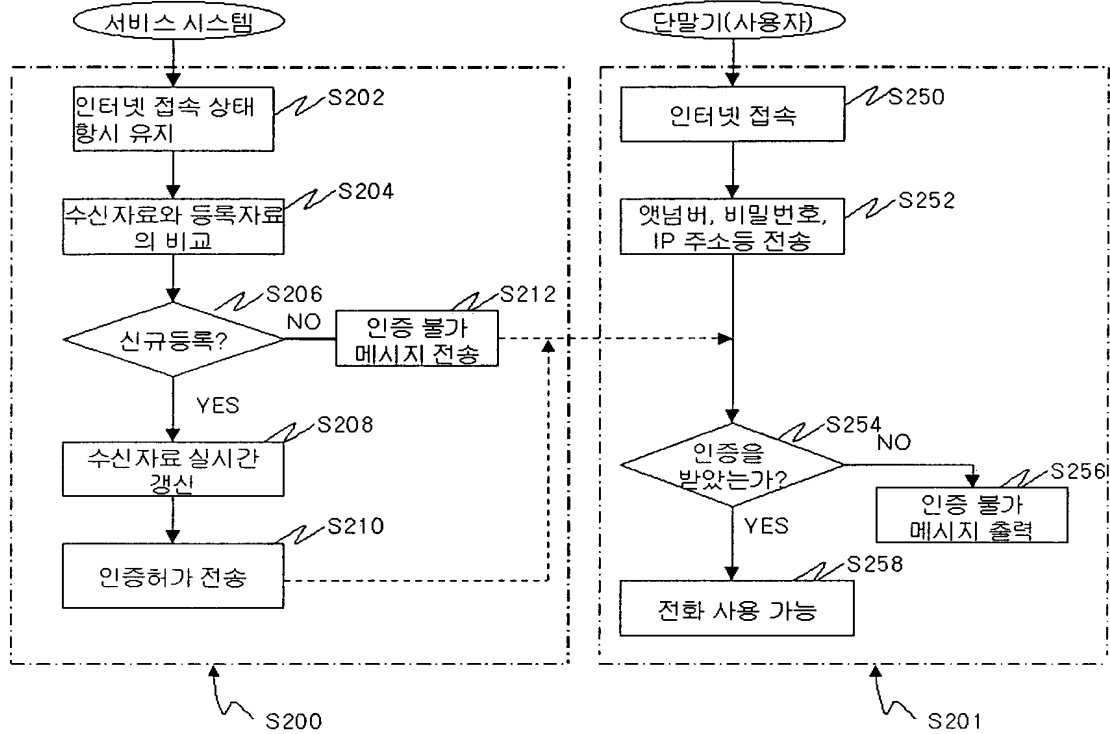 서비스 시스템
인터넷 접속 상태
항시 유지
S202
수신자료와 등록자료
의 비교
S204
신규등록?
S206
NO
YES
인증 불가
메시지 전송
S212
수신자료 실시간
갱신
S208
인증허가 전송
S210
S200
단말기(사용자)
인터넷 접속
S250
앳넘버, 비밀번호,
IP 주소등 전송
S252
인증을
받았는가?
S254
NO
YES
인증 불가
메시지 출력
S256
전화 사용 가능
S258
S201